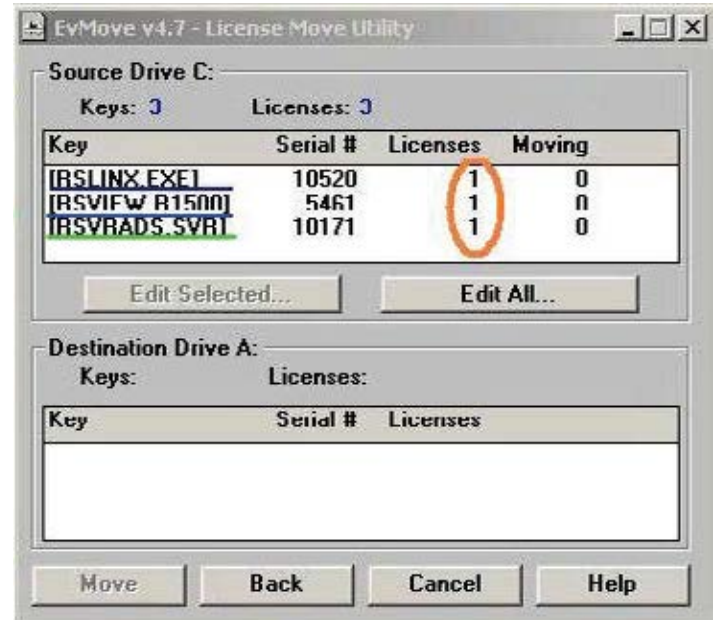 EvMove v4.7 - License Move Utility
Source Drive C:
Keys: 3 Licenses: 3
Key Serial # Licenses Moving
[RSLINX.EXE] 10520 1 0
[RSVIEW.R1500] 5461 1 0
[RSVRADS.SVR] 10171 1 0
Edit Selected... Edit All...
Destination Drive A:
Keys: Licenses:
Key Serial # Licenses
Move Back Cancel Help